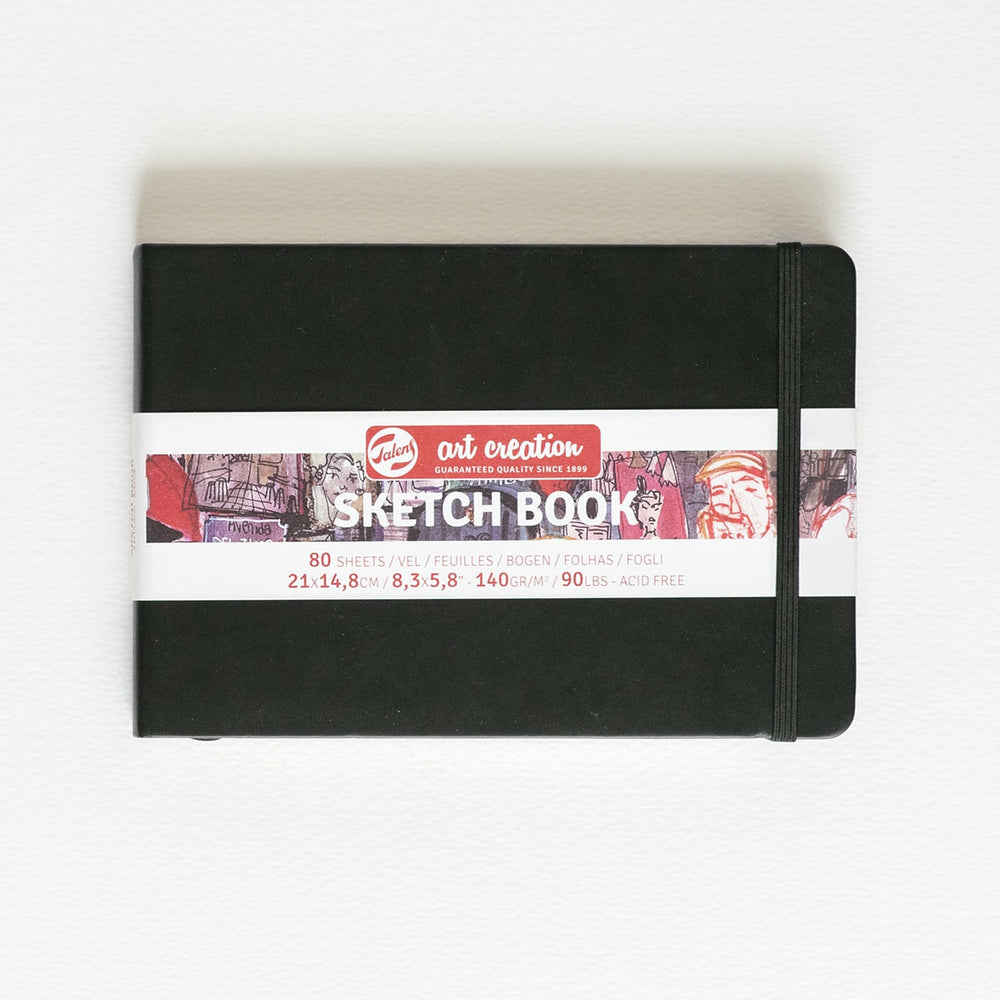 Talens
art creation
GUARANTEED QUALITY SINCE 1899
SKETCH BOOK
Avenida
80 SHEETS / VEL / FEUILLES / BOGEN / FOLHAS / FOGLI
21X14,8CM / 8,3X5,8" - 140GR/M² / 90LBS - ACID FREE